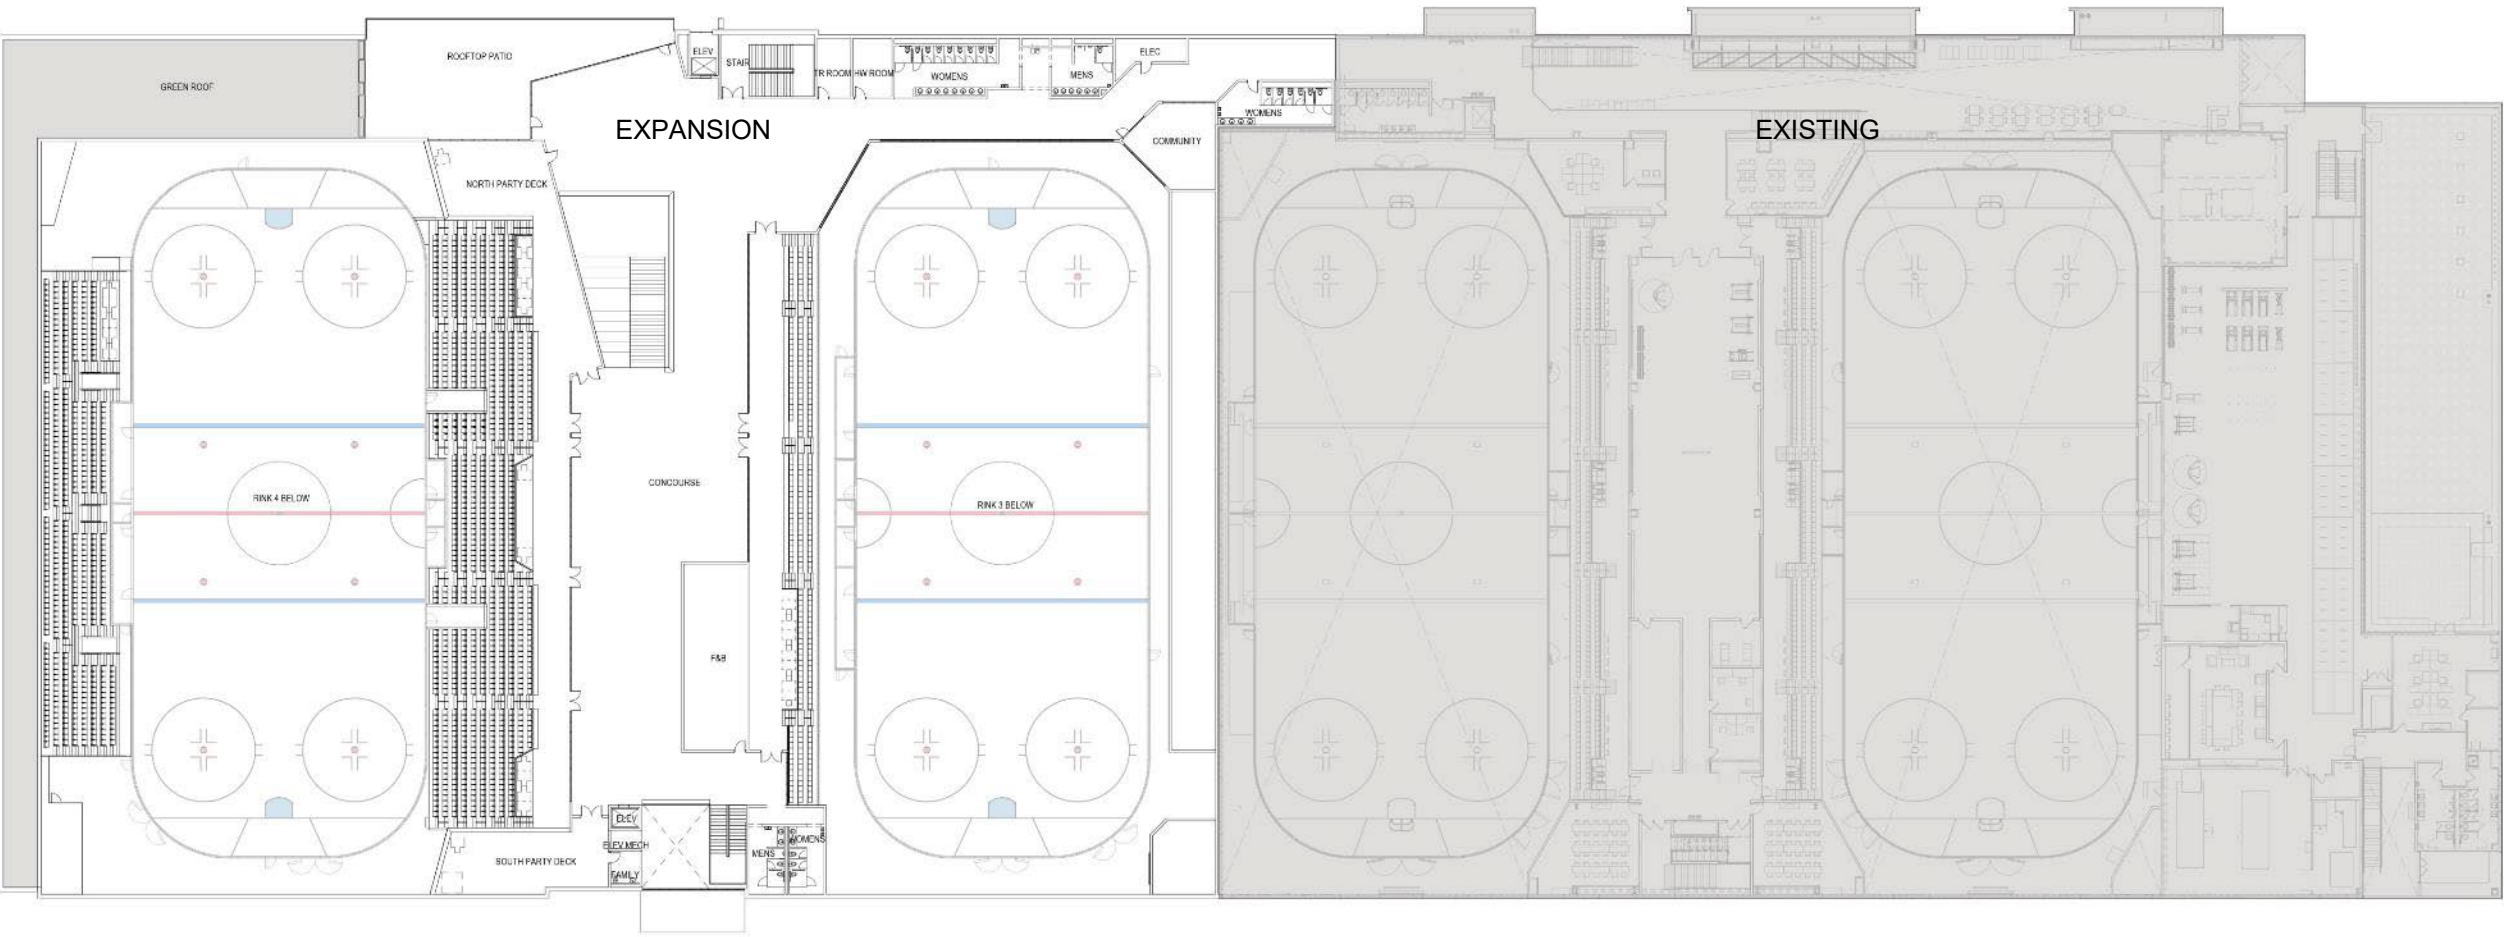 ROOFTOP PATIO
ELEV
STAIR
TR ROOM
HW ROOM
WOMENS
MENS
ELEC
GREEN ROOF
EXPANSION
WOMENS
EXISTING
COMMUNITY
NORTH PARTY DECK
CONCOURSE
RINK 4 BELOW
RINK 3 BELOW
F&B
ELEV
ELEV MECH
MENS
WOMENS
SOUTH PARTY DECK
FAMILY